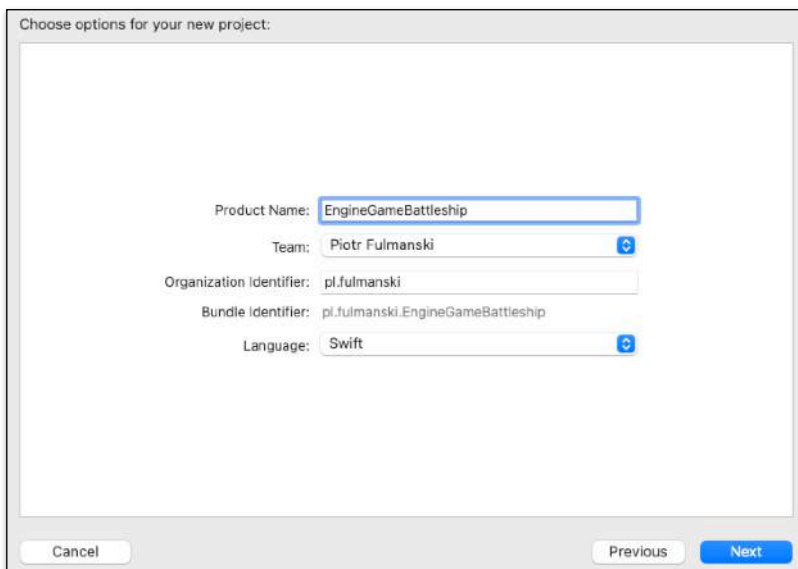 Choose options for your new project:
Product Name: EngineGameBattleship
Team: Piotr Fulmanski
Organization Identifier: pl.fulmanski
Bundle Identifier: pl.fulmanski.EngineGameBattleship
Language: Swift
Cancel Previous Next